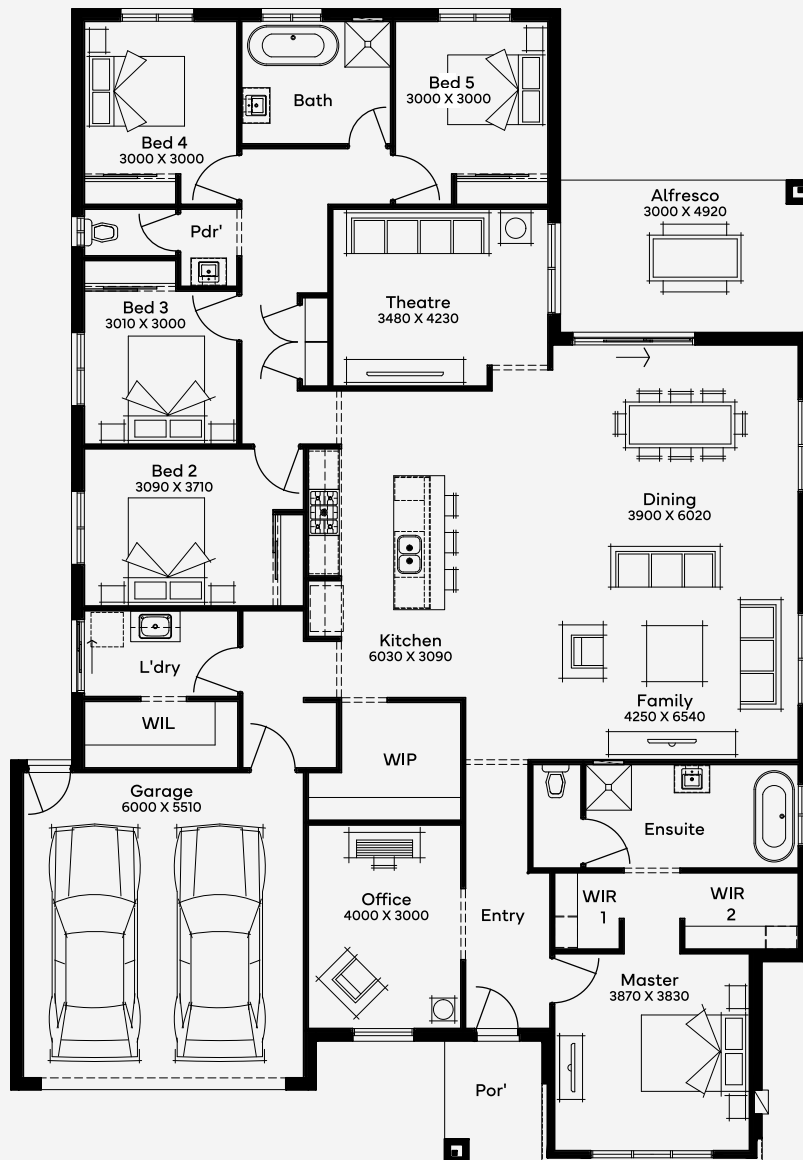 Bath
Bed 5
3000 X 3000
Bed 4
3000 X 3000
Alfresco
3000 X 4920
Pdr'
Theatre
3480 X 4230
Bed 3
3010 X 3000
Bed 2
3090 X 3710
Dining
3900 X 6020
Kitchen
6030 X 3090
L'dry
Family
4250 X 6540
WIL
WIP
Garage
6000 X 5510
Ensuite
Office
4000 X 3000
Entry
WIR
1
WIR
2
Master
3870 X 3830
Por'